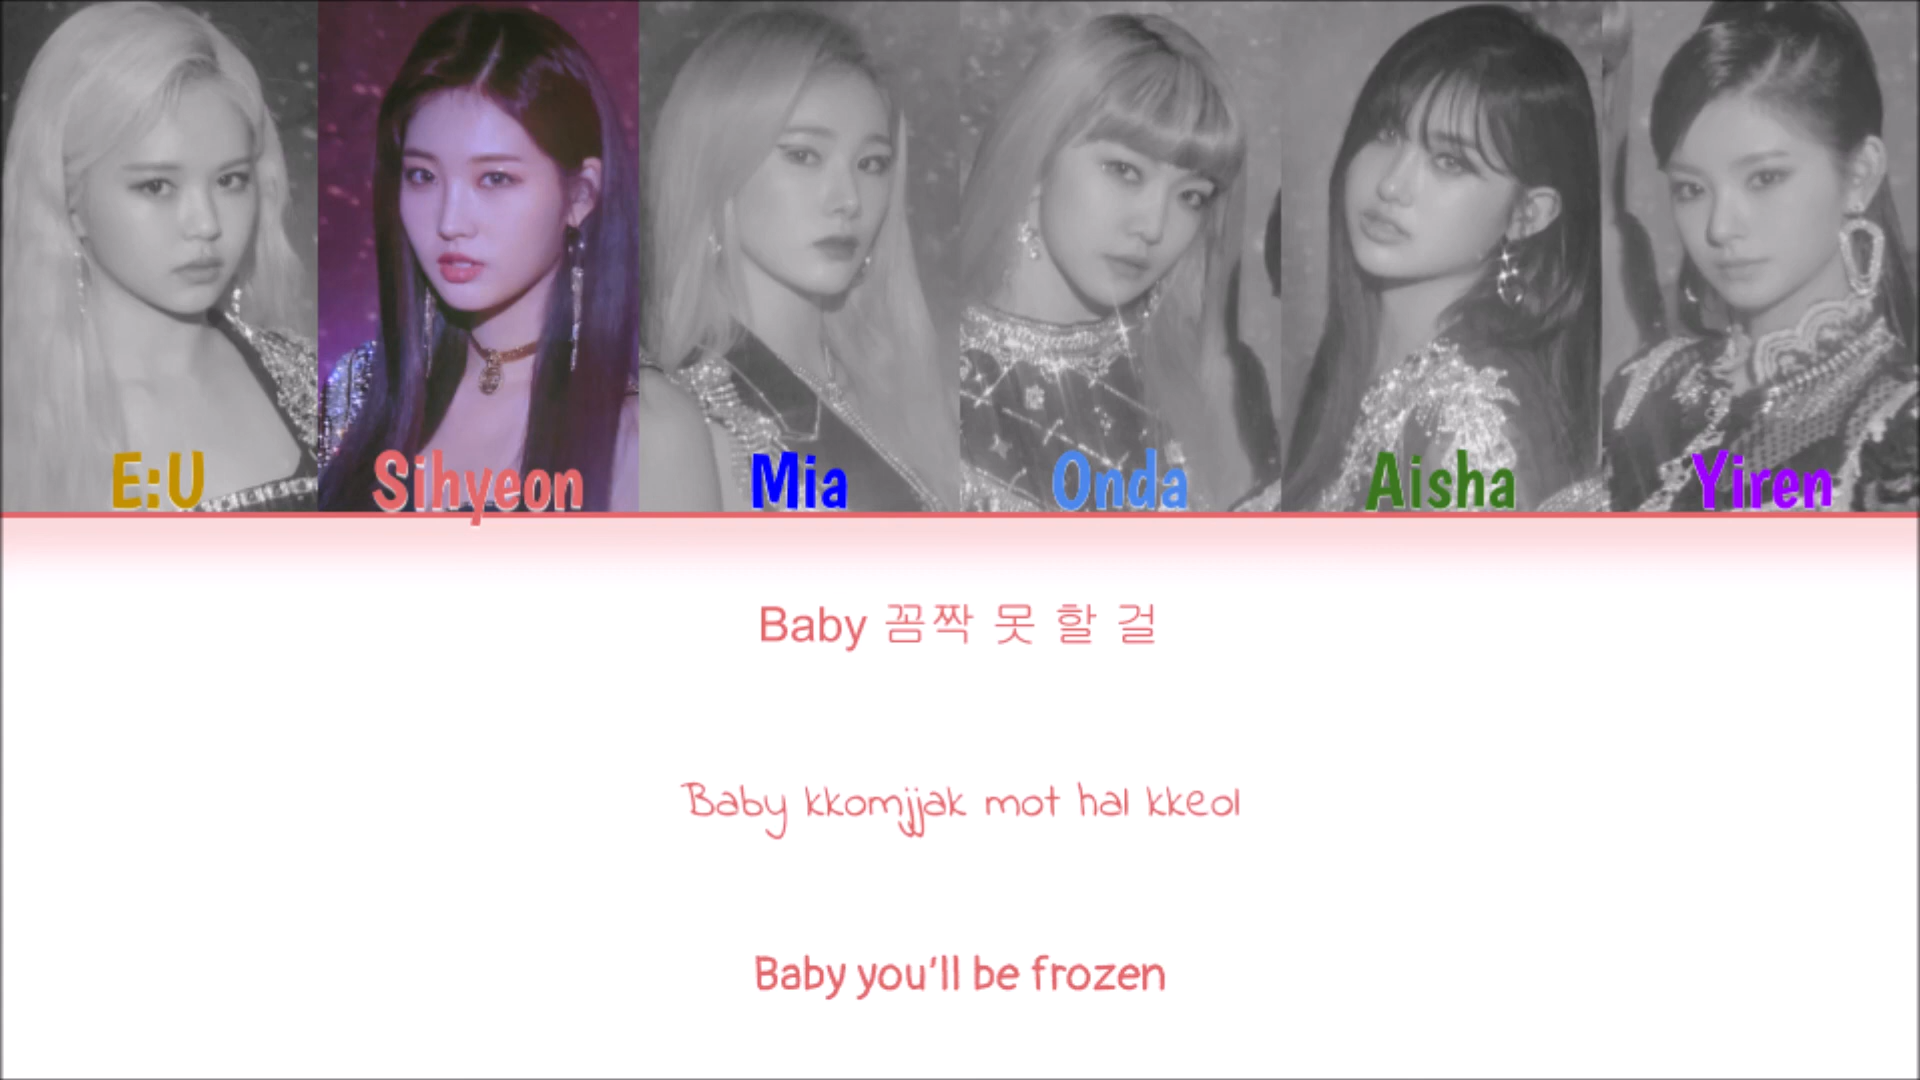 E:U Sihyeon Mia Onda Aisha Yiren
Baby 꼼짝 못 할 걸
Baby kkomjjak mot hal kkeol
Baby you'll be frozen